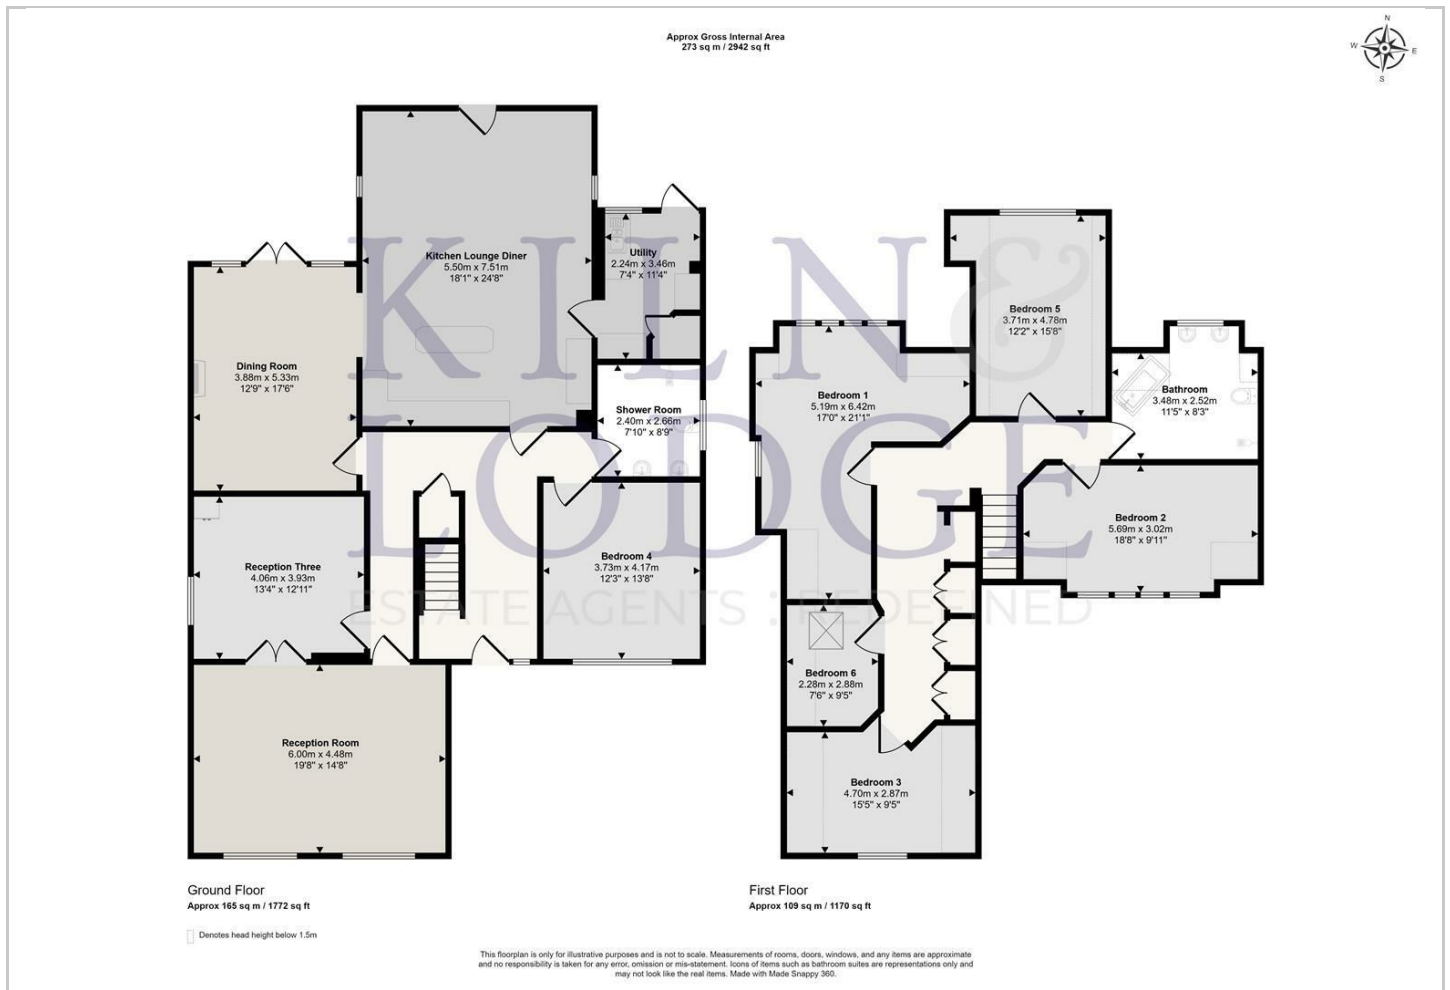 Approx Gross Internal Area
273 sq m / 2942 sq ft
N
W
E
S
KILN &
LODGE
ESTATE AGENTS : REDEFINED
Kitchen Lounge Diner
5.50m x 7.51m
18'1" x 24'8"
Utility
2.24m x 3.46m
7'4" x 11'4"
Dining Room
3.88m x 5.33m
12'9" x 17'6"
Shower Room
2.40m x 2.66m
7'10" x 8'9"
Reception Three
4.06m x 3.93m
13'4" x 12'11"
Bedroom 4
3.73m x 4.17m
12'3" x 13'8"
Reception Room
6.00m x 4.48m
19'8" x 14'8"
Bedroom 5
3.71m x 4.78m
12'2" x 15'8"
Bedroom 1
5.19m x 6.42m
17'0" x 21'1"
Bathroom
3.48m x 2.52m
11'5" x 8'3"
Bedroom 2
5.69m x 3.02m
18'8" x 9'11"
Bedroom 6
2.28m x 2.88m
7'6" x 9'5"
Bedroom 3
4.70m x 2.87m
15'5" x 9'5"
Ground Floor
Approx 165 sq m / 1772 sq ft
First Floor
Approx 109 sq m / 1170 sq ft
Denotes head height below 1.5m
This floorplan is only for illustrative purposes and is not to scale. Measurements of rooms, doors, windows, and any items are approximate
and no responsibility is taken for any error, omission or mis-statement. Icons of items such as bathroom suites are representations only and
may not look like the real items. Made with Made Snappy 360.